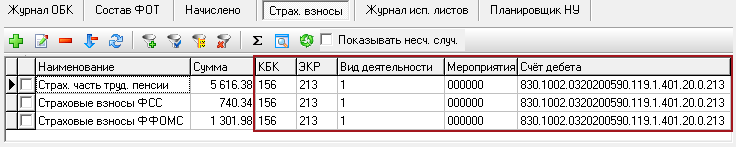 Журнал ОБК Состав ФОТ Начислено Страх. взносы Журнал исп. листов Планировщик НУ
Σ Показывать несч. случ.
Наименование Сумма КБК ЭКР Вид деятельности Мероприятия Счёт дебета
Страх. часть труд. пенсии 5 616.38 156 213 1 000000 830.1002.0320200590.119.1.401.20.0.213
Страховые взносы ФСС 740.34 156 213 1 000000 830.1002.0320200590.119.1.401.20.0.213
Страховые взносы ФФОМС 1 301.98 156 213 1 000000 830.1002.0320200590.119.1.401.20.0.213